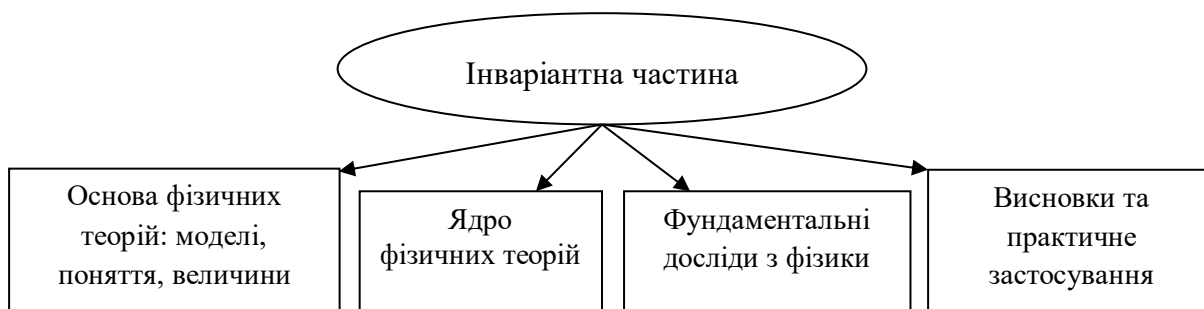 Інваріантна частина
Основа фізичних
теорій: моделі,
поняття, величини
Ядро
фізичних теорій
Фундаментальні
досліди з фізики
Висновки та
практичне
застосування